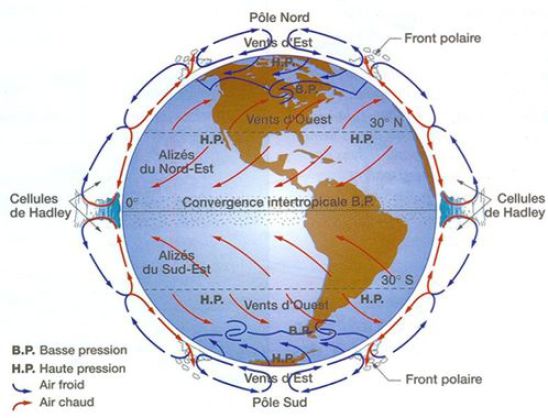 Pôle Nord
Vents d'Est
Front polaire
H.P.
B.P.
Vents d'Ouest
30° N
H.P.
H.P.
Alizés
du Nord-Est
Cellules
de Hadley
0°
Convergence intertropicale B.P.
Cellules
de Hadley
Alizés
du Sud-Est
30° S
H.P.
Vents d'Ouest
H.P.
B.P.
H.P.
B.P. Basse pression
H.P. Haute pression
Air froid
Air chaud
Vents d'Est
Front polaire
Pôle Sud